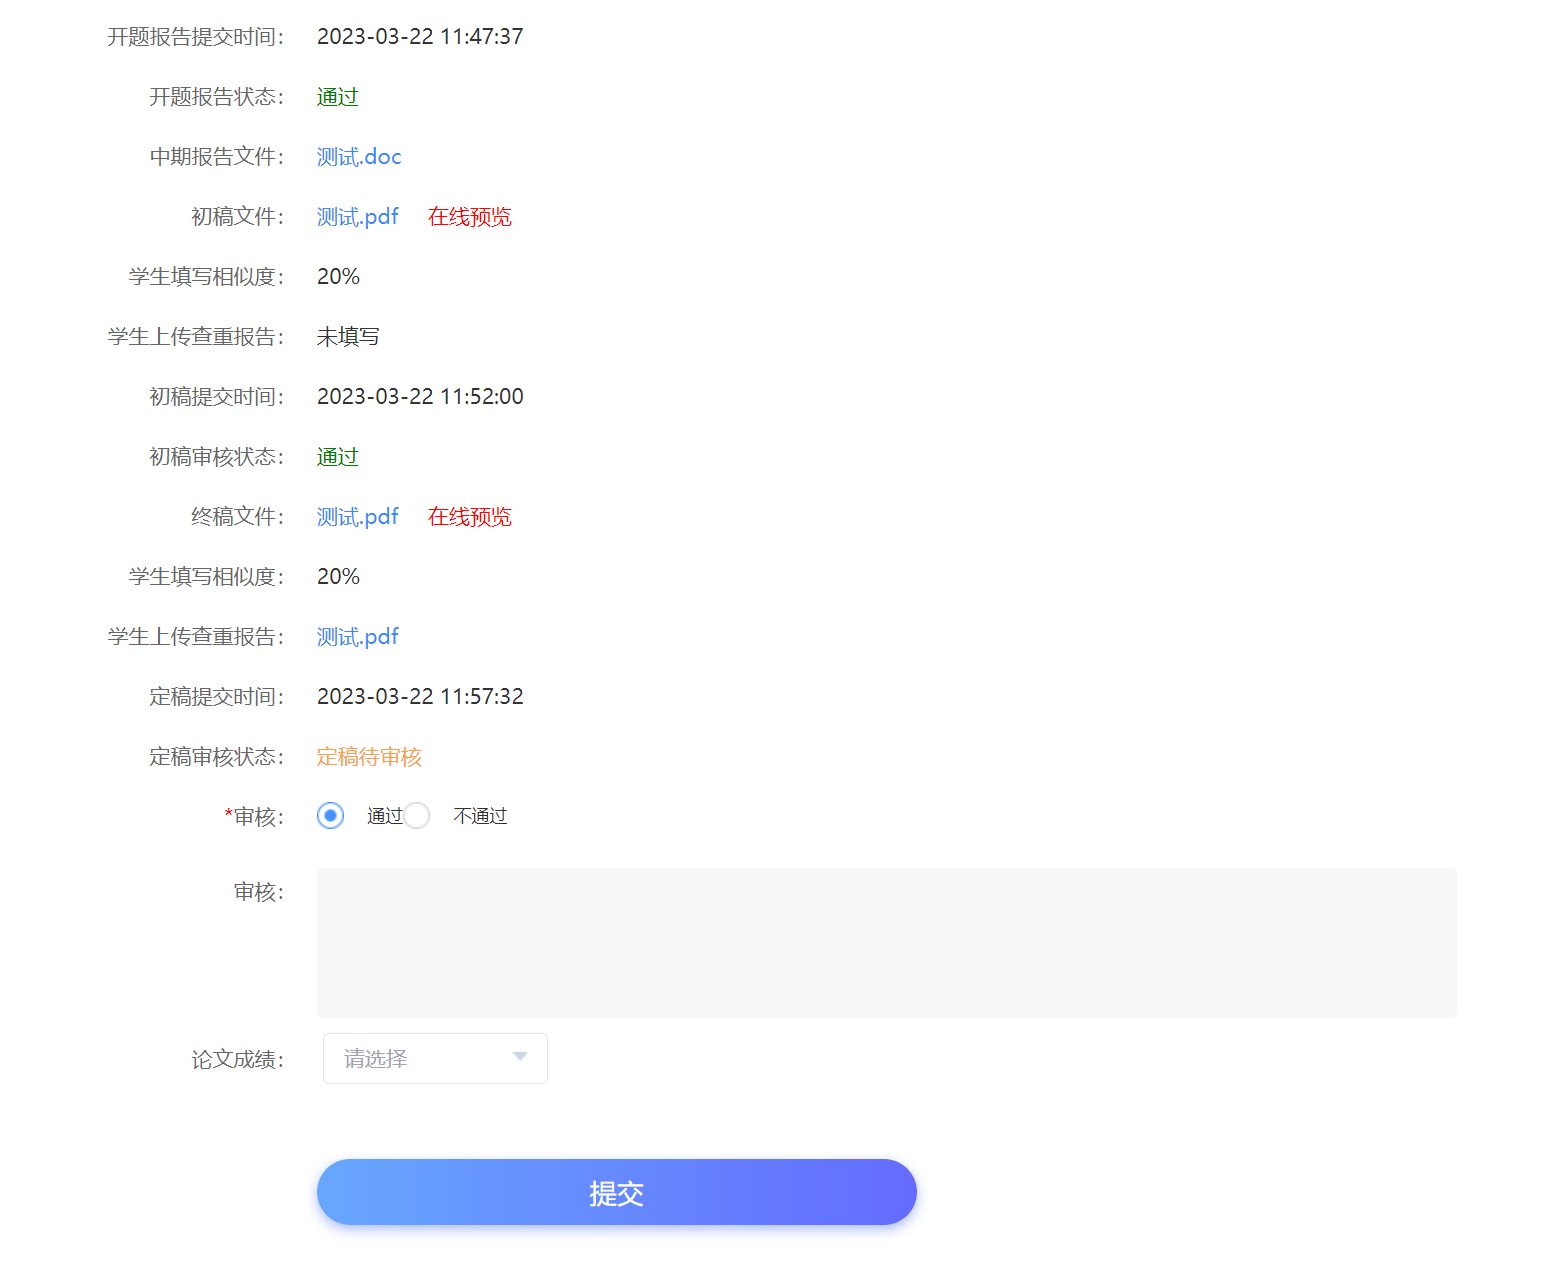 开题报告提交时间： 2023-03-22 11:47:37
开题报告状态： 通过
中期报告文件： 测试.doc
初稿文件： 测试.pdf 在线预览
学生填写相似度： 20%
学生上传查重报告： 未填写
初稿提交时间： 2023-03-22 11:52:00
初稿审核状态： 通过
终稿文件： 测试.pdf 在线预览
学生填写相似度： 20%
学生上传查重报告： 测试.pdf
定稿提交时间： 2023-03-22 11:57:32
定稿审核状态： 定稿待审核
*审核： 通过 不通过
审核：
论文成绩： 请选择
提交